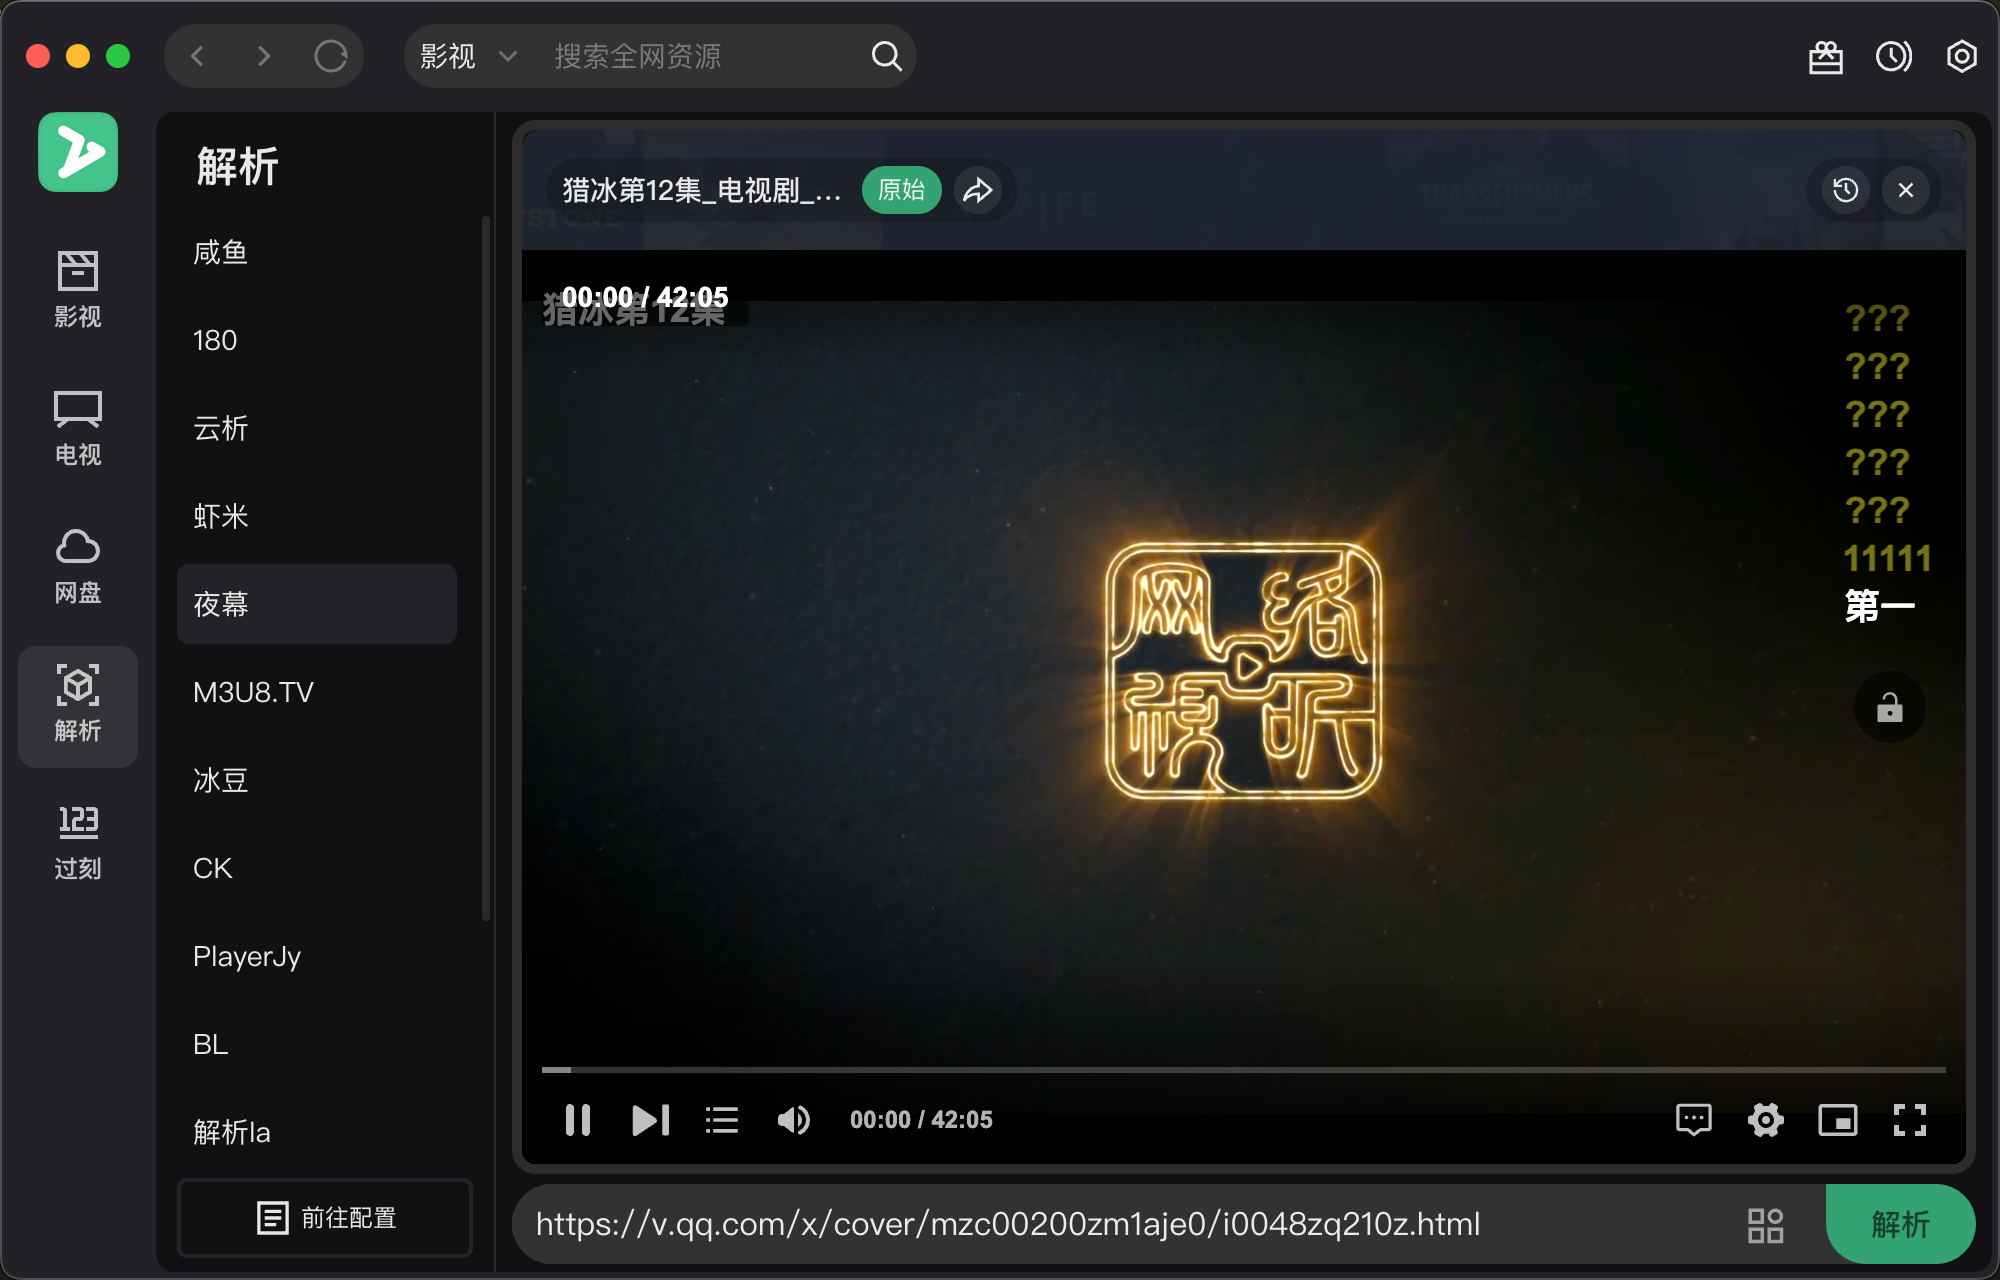 影视
搜索全网资源
解析
咸鱼
180
云析
虾米
夜幕
M3U8.TV
冰豆
CK
PlayerJy
BL
解析la
前往配置
影视
电视
网盘
解析
123
过刻
猎冰第12集_电视剧_...
原始
TRANSFORMERS
00:00 / 42:05
猎冰第12集
???
???
???
???
???
11111
第一
网络
视听
00:00 / 42:05
https://v.qq.com/x/cover/mzc00200zm1aje0/i0048zq210z.html
解析